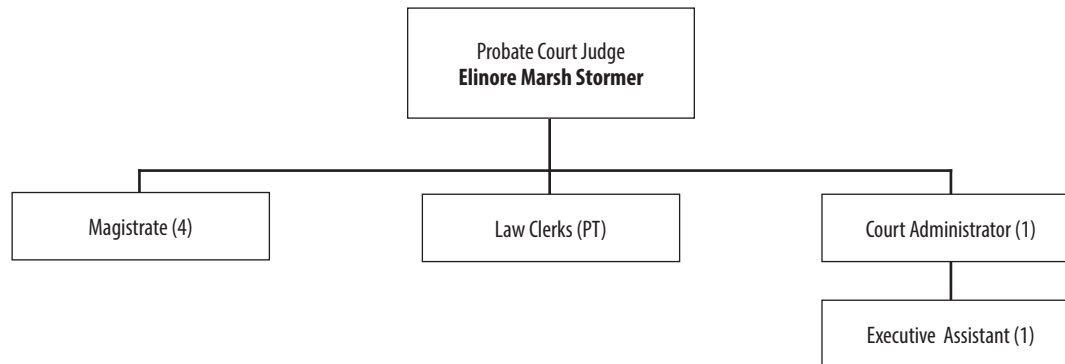 Probate Court Judge
Elinore Marsh Stormer
Magistrate (4)
Law Clerks (PT)
Court Administrator (1)
Executive Assistant (1)